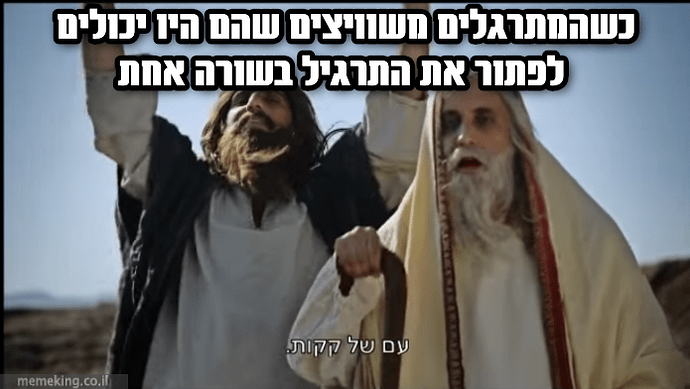 כשהמתרגלים משוויצים שהם היו יכולים
לפתור את התרגיל בשורה אחת
עם של קקות.
memeking.co.il